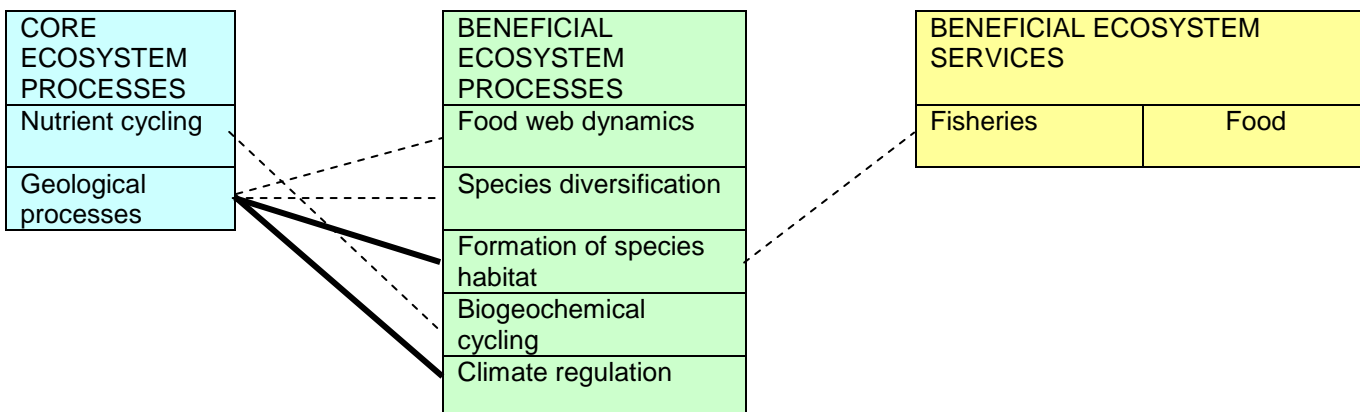 CORE
ECOSYSTEM
PROCESSES
Nutrient cycling
Geological
processes
BENEFICIAL
ECOSYSTEM
PROCESSES
Food web dynamics
Species diversification
Formation of species
habitat
Biogeochemical
cycling
Climate regulation
BENEFICIAL ECOSYSTEM
SERVICES
Fisheries
Food